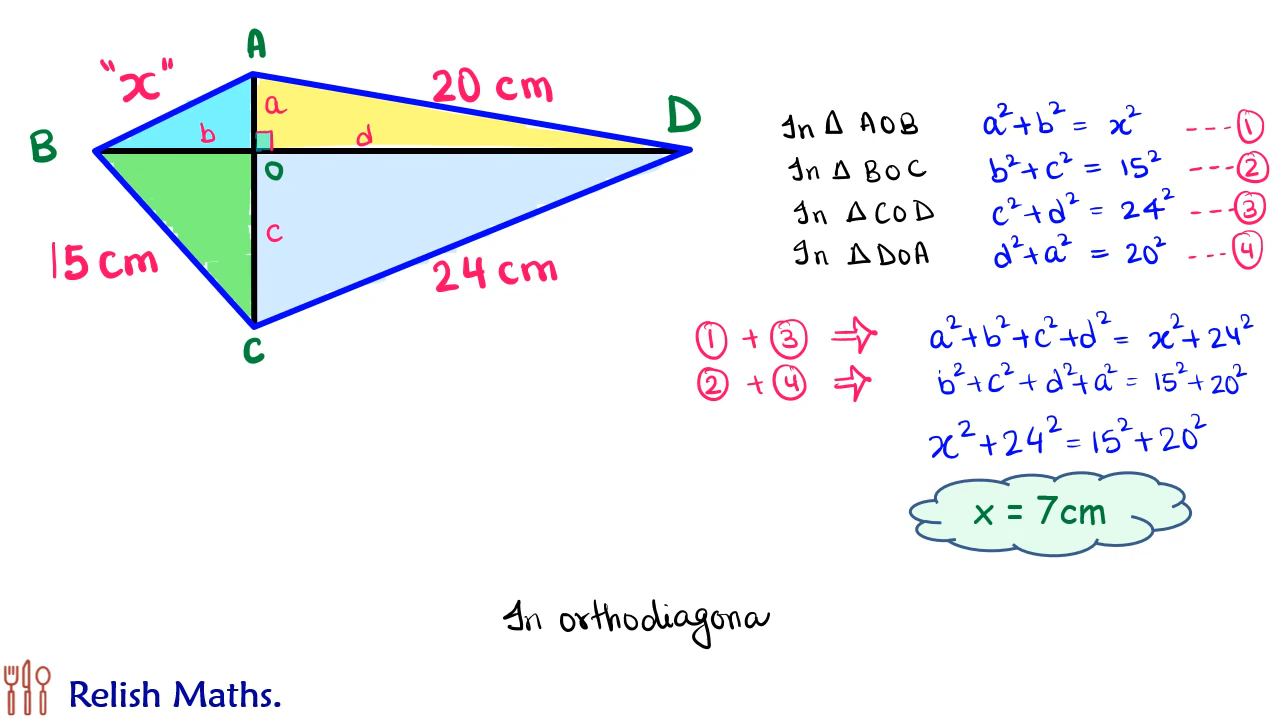 A
"x"
20 cm
a
D
B
b
d
O
c
15 cm
24 cm
C
In Δ AOB a² + b² = x² --- ①
In Δ BOC b² + c² = 15² --- ②
In Δ COD c² + d² = 24² --- ③
In Δ DOA d² + a² = 20² --- ④
① + ③ ⇒ a² + b² + c² + d² = x² + 24²
② + ④ ⇒ b² + c² + d² + a² = 15² + 20²
x² + 24² = 15² + 20²
x = 7cm
In orthodiagona
Relish Maths.